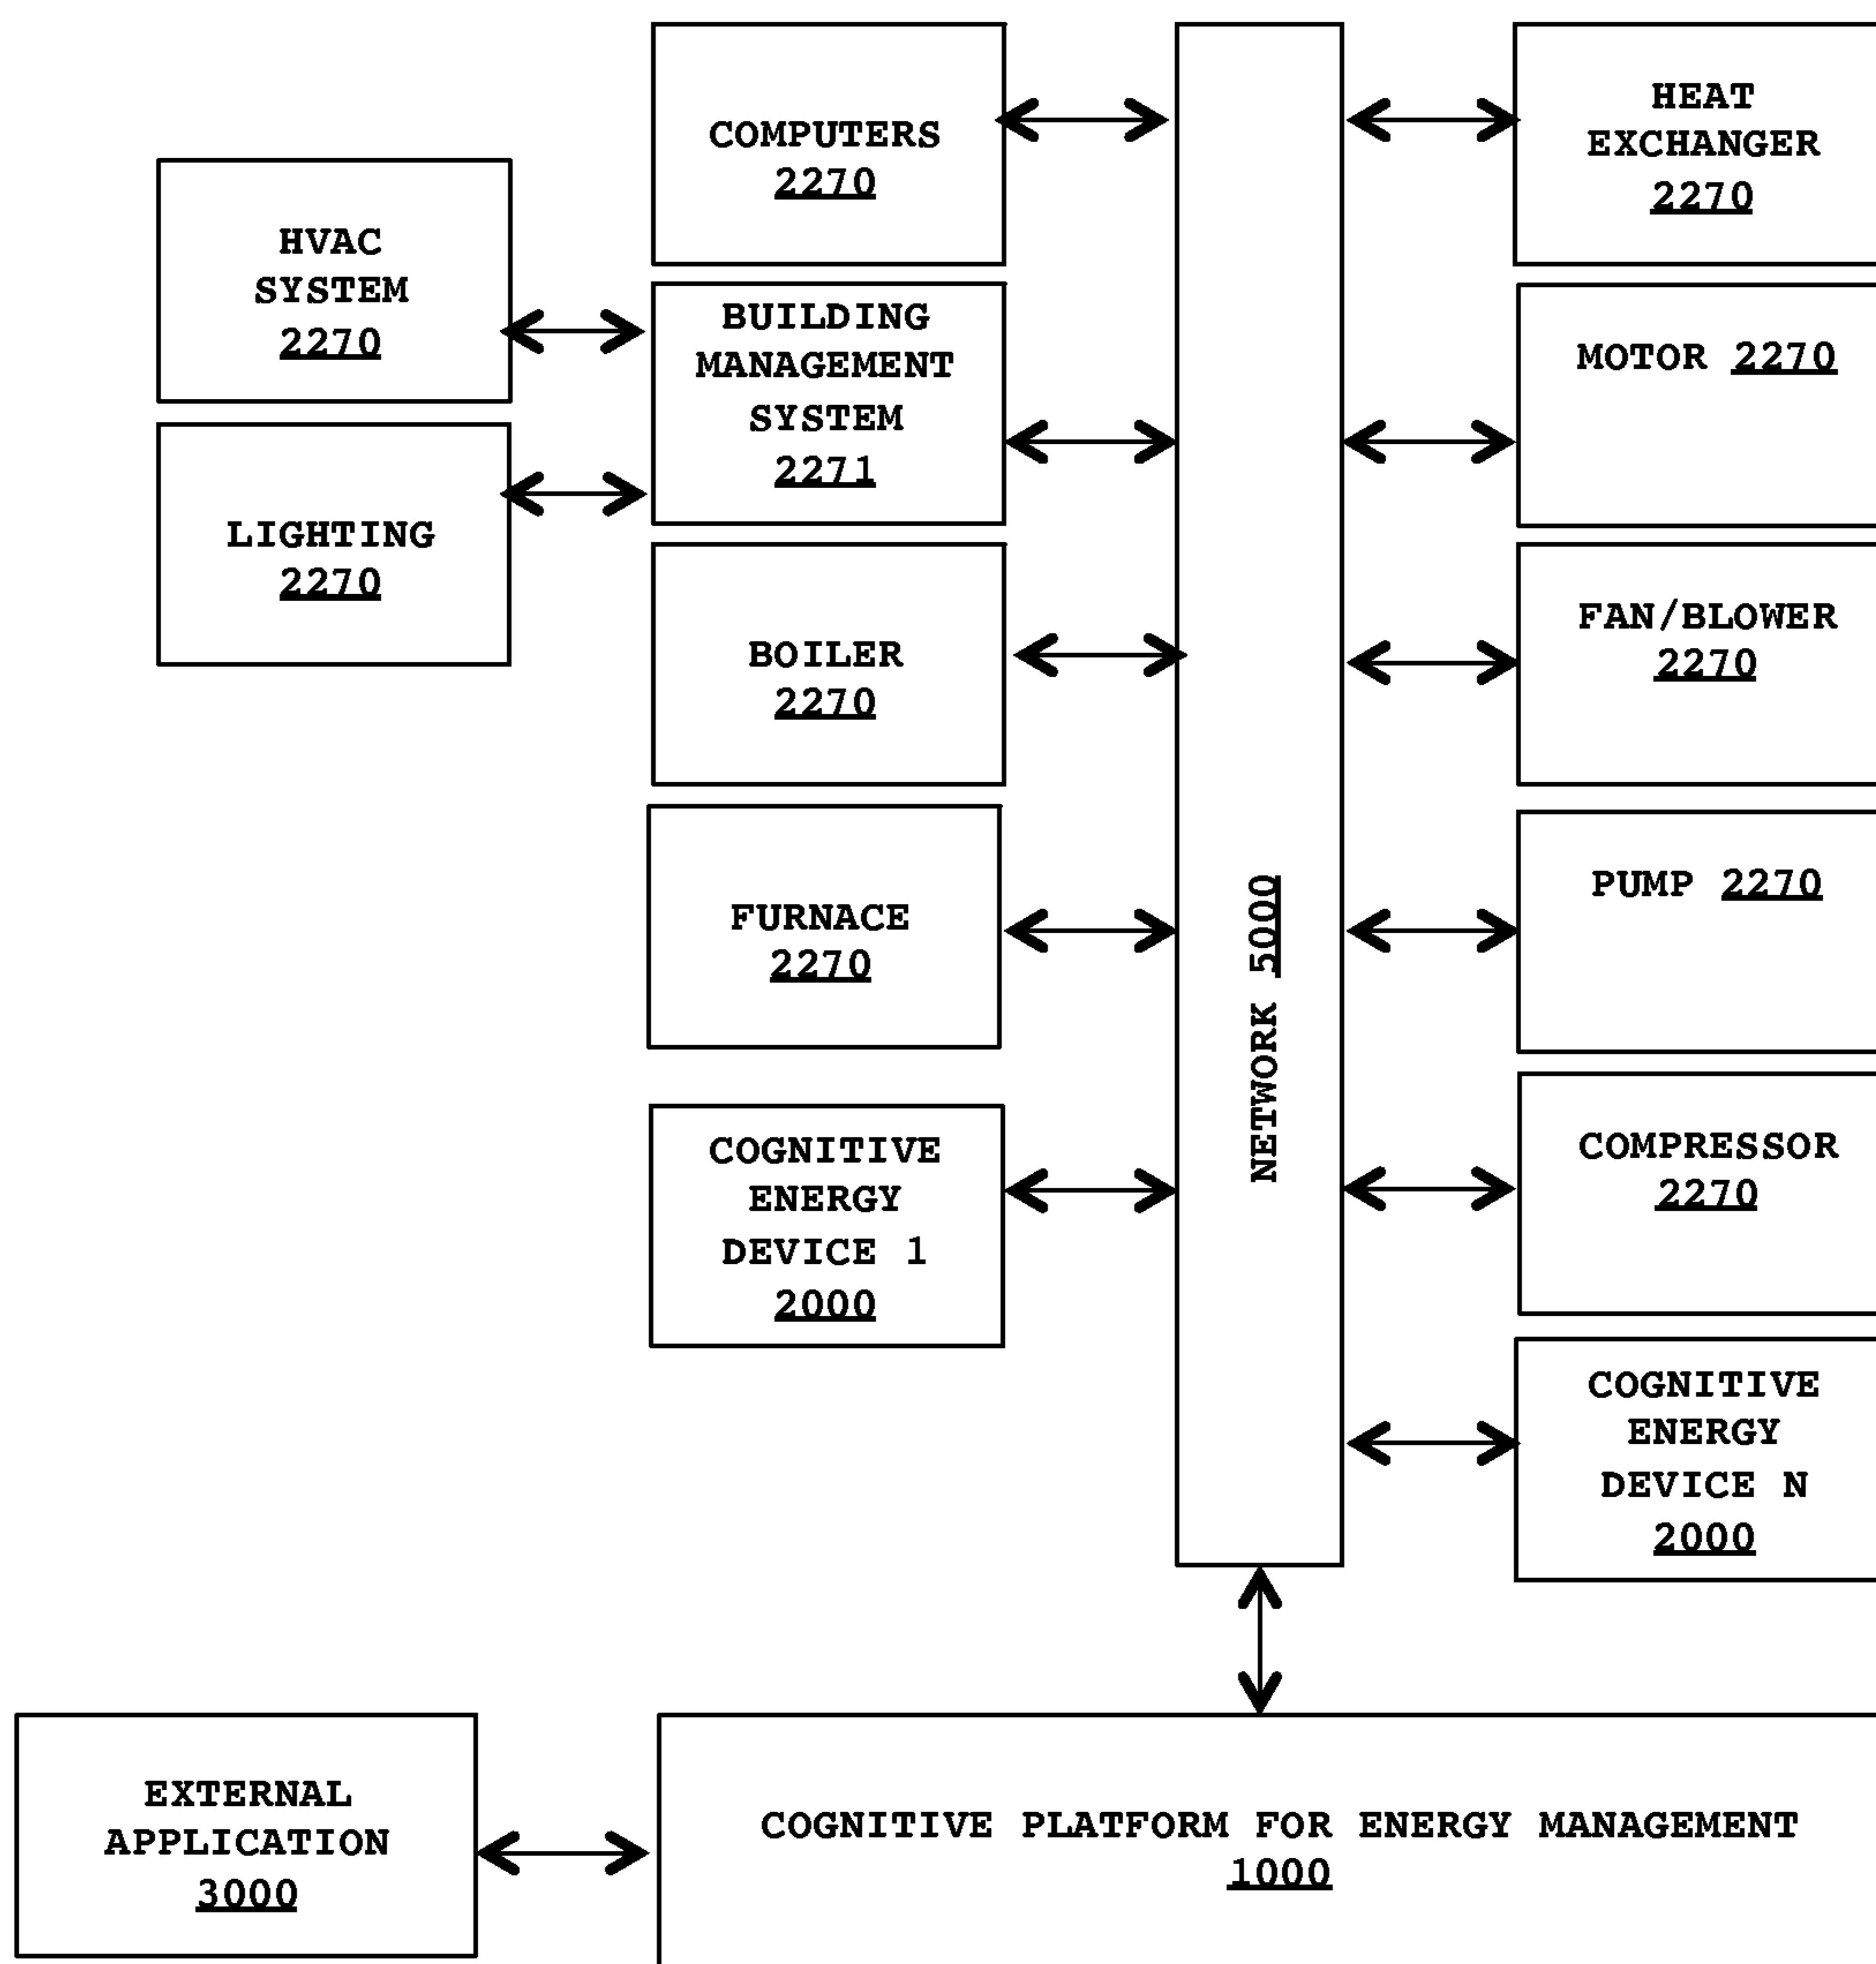 COMPUTERS
2270
HEAT
EXCHANGER
2270
HVAC
SYSTEM
2270
BUILDING
MANAGEMENT
SYSTEM
2271
MOTOR 2270
LIGHTING
2270
BOILER
2270
FAN/BLOWER
2270
FURNACE
2270
NETWORK 5000
PUMP 2270
COGNITIVE
ENERGY
DEVICE 1
2000
COMPRESSOR
2270
COGNITIVE
ENERGY
DEVICE N
2000
EXTERNAL
APPLICATION
3000
COGNITIVE PLATFORM FOR ENERGY MANAGEMENT
1000